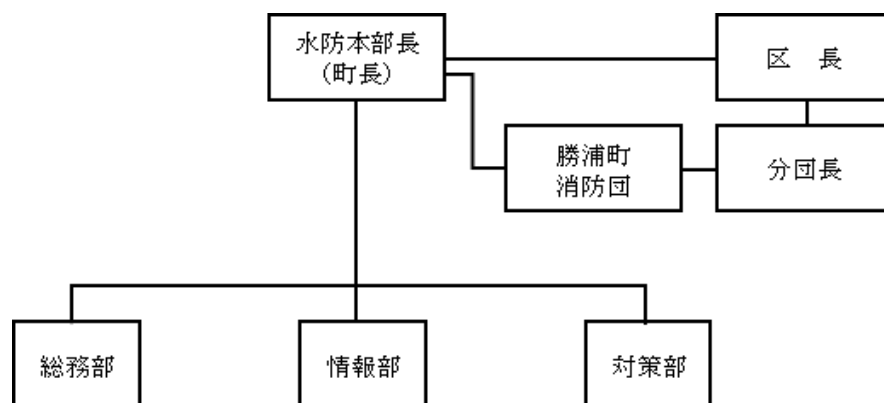 水防本部長
(町長)
区　長
勝浦町
消防団
分団長
総務部
情報部
対策部